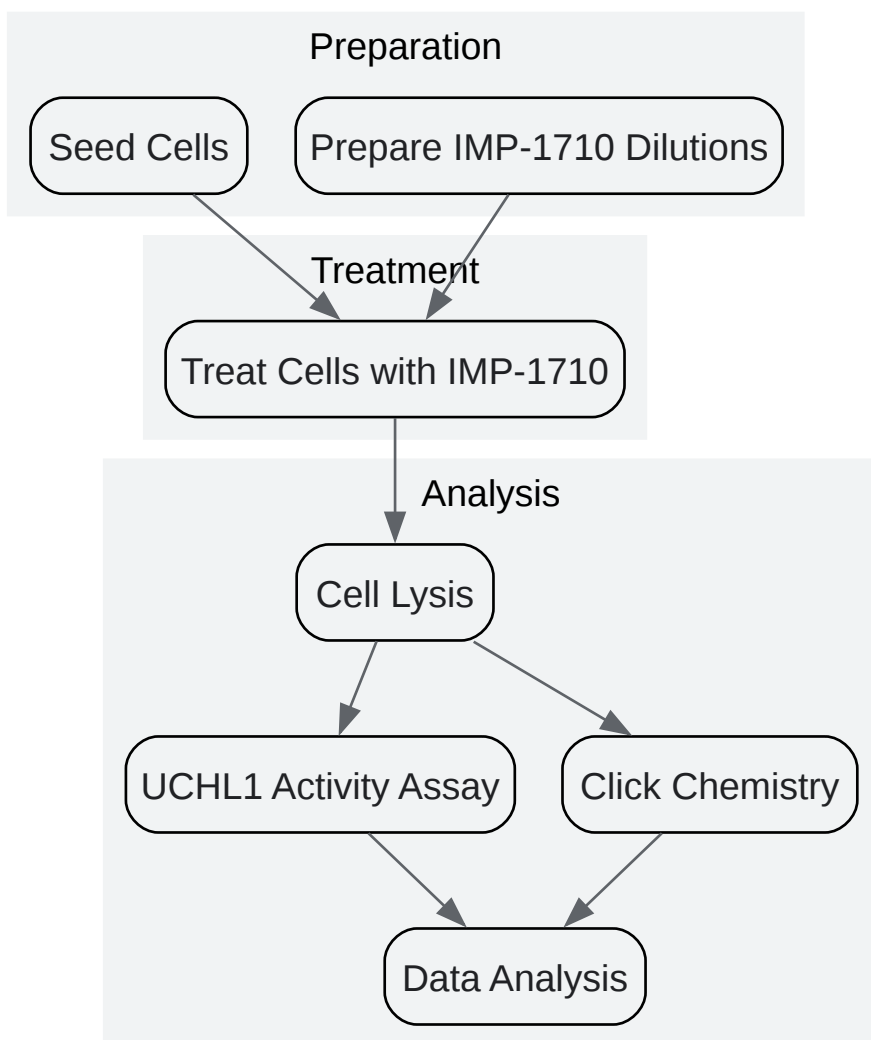 Preparation
Seed Cells
Prepare IMP-1710 Dilutions
Treatment
Treat Cells with IMP-1710
Analysis
Cell Lysis
UCHL1 Activity Assay
Click Chemistry
Data Analysis